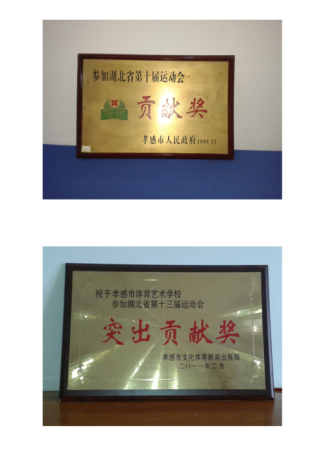 参加湖北省第十届运动会
贡献奖
孝感市人民政府 1999.11
授予孝感市体育艺术学校
参加湖北省第十三届运动会
突出贡献奖
孝感市文化体育新闻出版局
二〇一一年二月